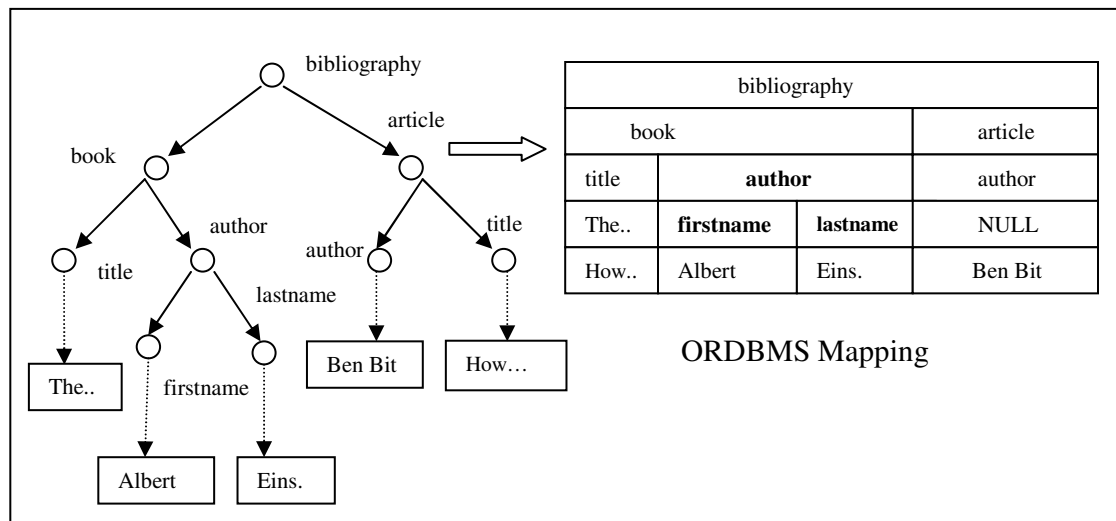 bibliography
book
article
title
author
firstname
lastname
author
title
The..
Albert
Eins.
Ben Bit
How…
bibliography
book article
title author author
The.. firstname lastname NULL
How.. Albert Eins. Ben Bit
ORDBMS Mapping